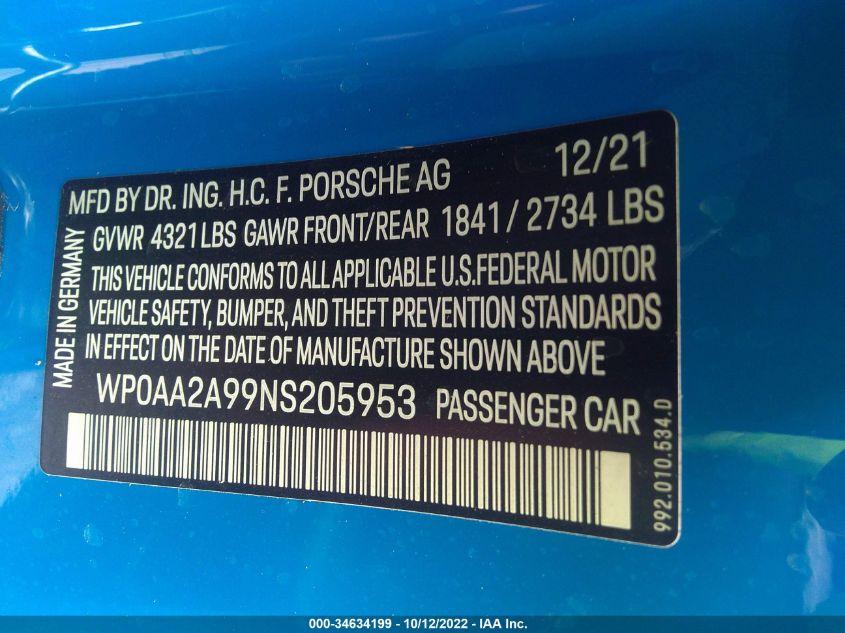 MFD BY DR. ING. H.C. F. PORSCHE AG 12/21
GVWR 4321 LBS GAWR FRONT/REAR 1841 / 2734 LBS
THIS VEHICLE CONFORMS TO ALL APPLICABLE U.S.FEDERAL MOTOR
VEHICLE SAFETY, BUMPER, AND THEFT PREVENTION STANDARDS
IN EFFECT ON THE DATE OF MANUFACTURE SHOWN ABOVE
WP0AA2A99NS205953 PASSENGER CAR
MADE IN GERMANY
992.010.534.0
000-34634199 - 10/12/2022 - IAA Inc.